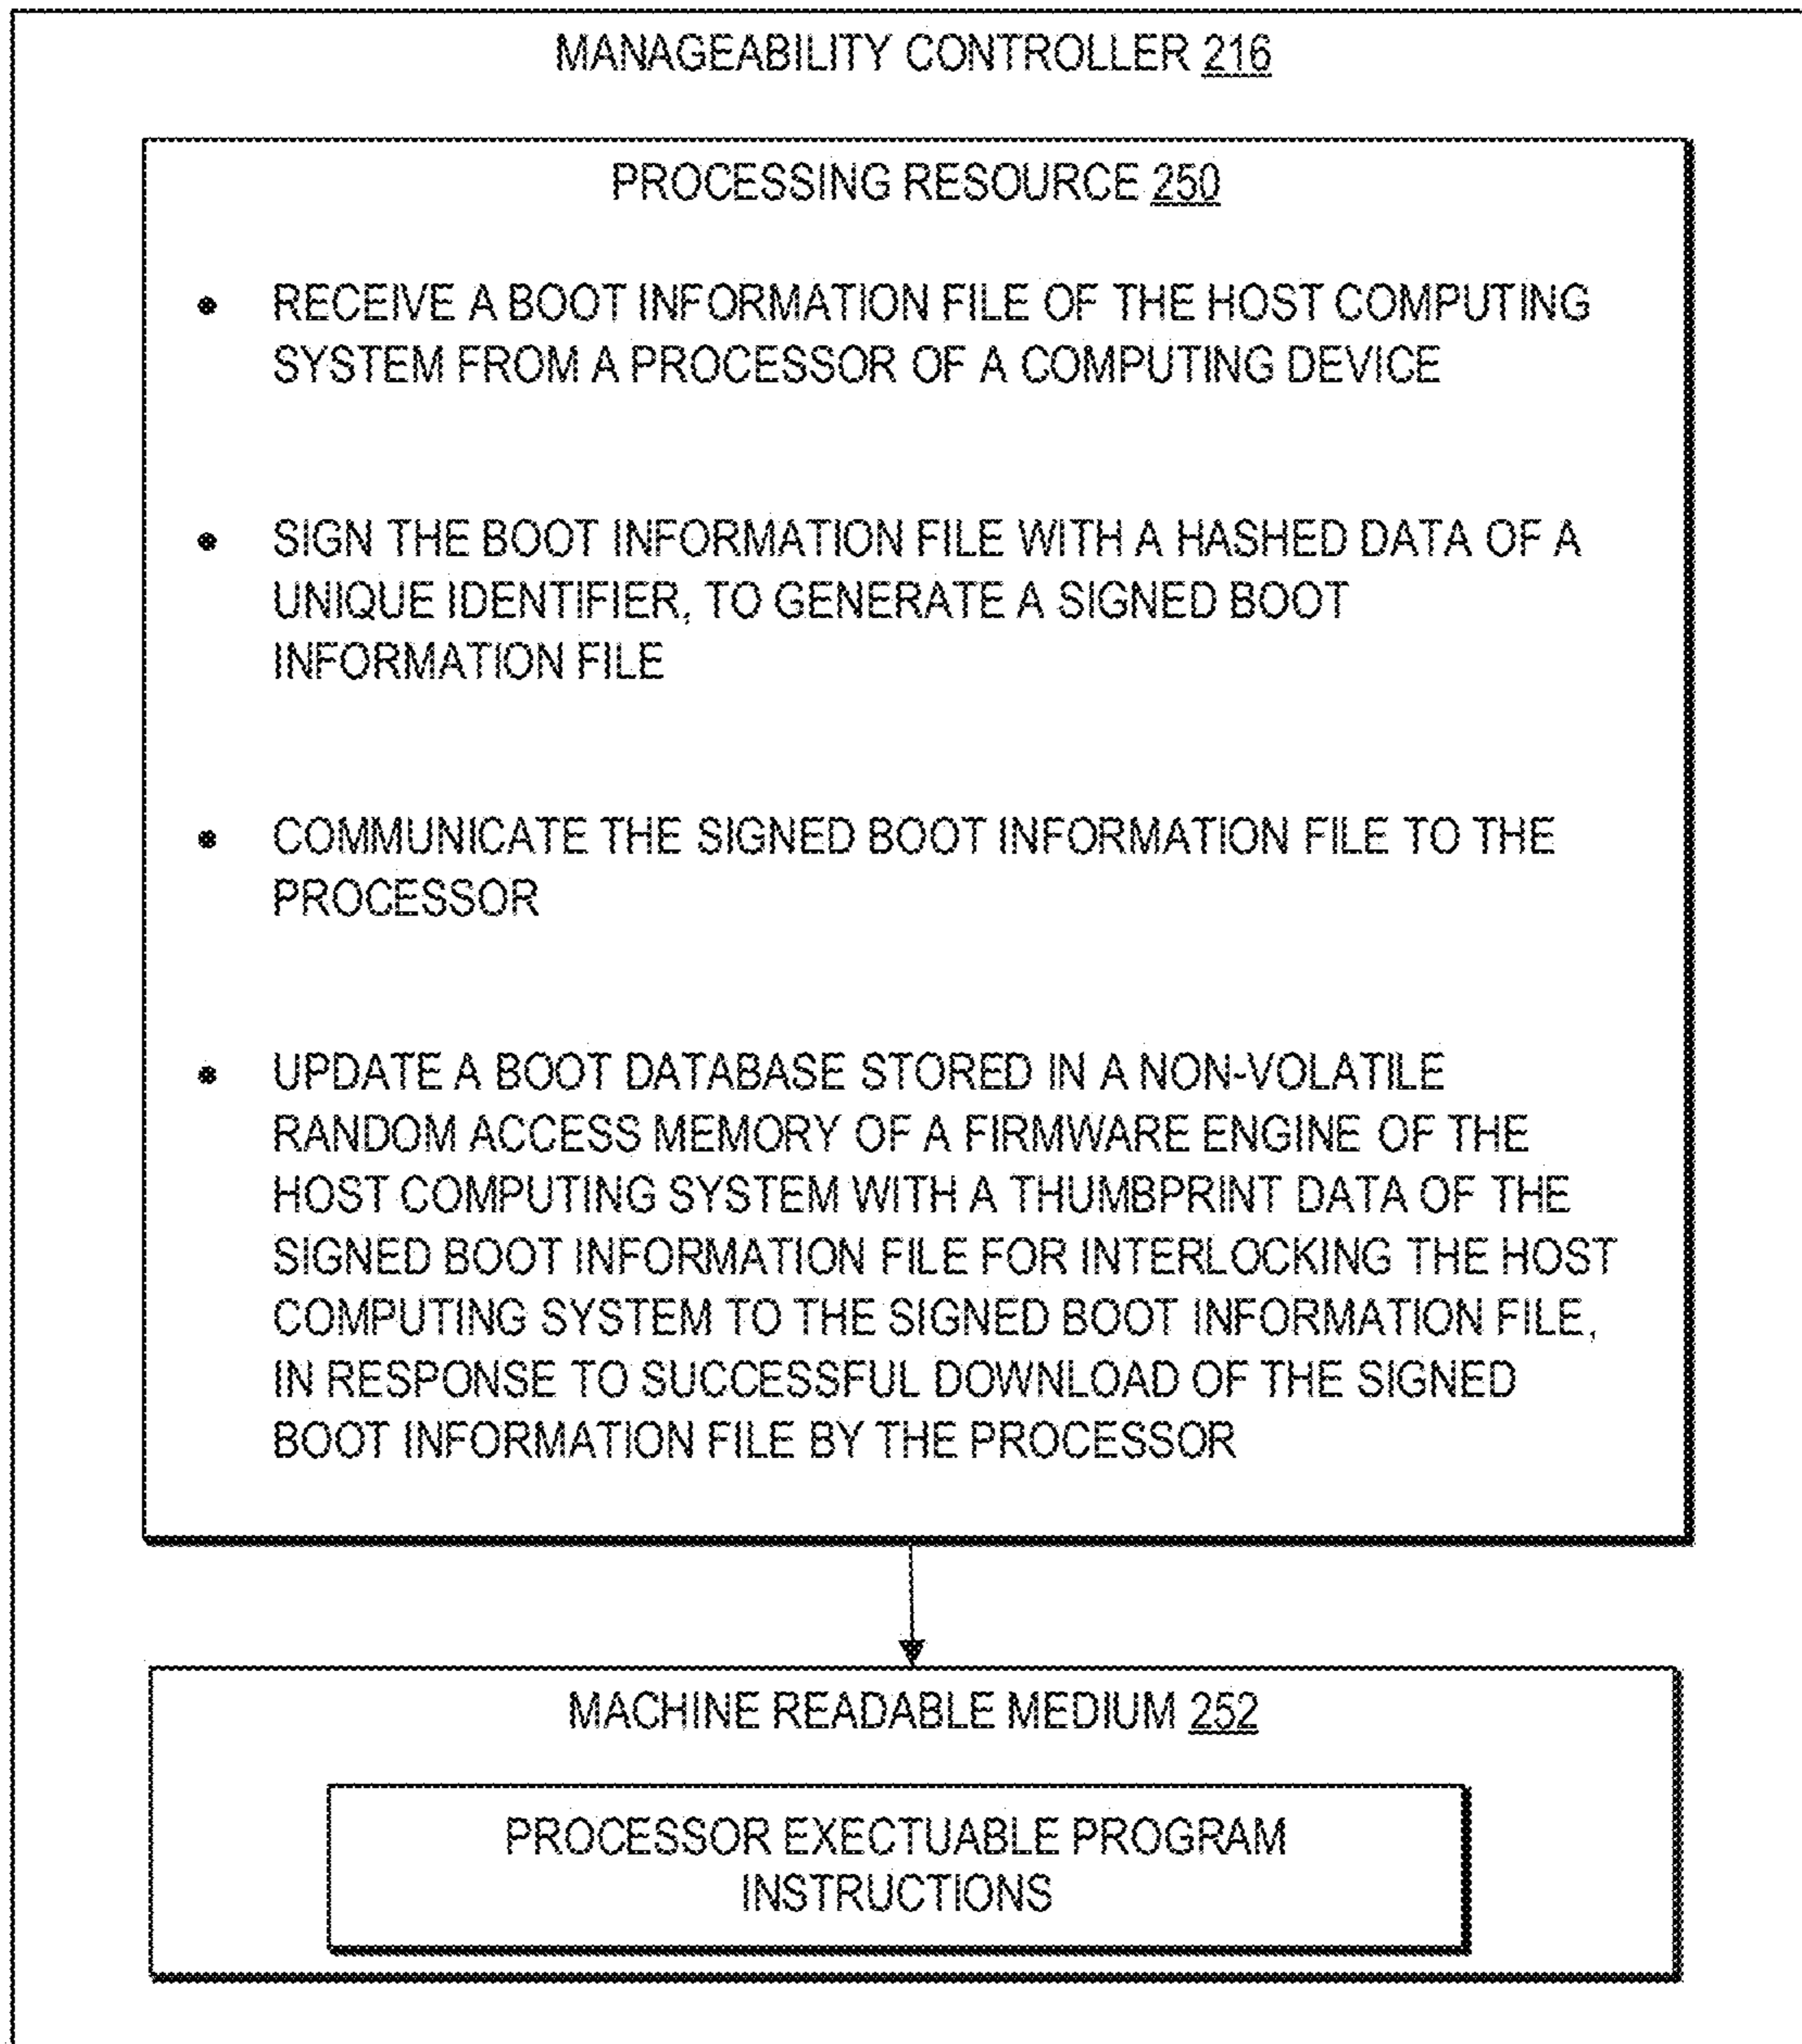 MANAGEABILITY CONTROLLER 216
PROCESSING RESOURCE 250
• RECEIVE A BOOT INFORMATION FILE OF THE HOST COMPUTING
SYSTEM FROM A PROCESSOR OF A COMPUTING DEVICE
• SIGN THE BOOT INFORMATION FILE WITH A HASHED DATA OF A
UNIQUE IDENTIFIER, TO GENERATE A SIGNED BOOT
INFORMATION FILE
• COMMUNICATE THE SIGNED BOOT INFORMATION FILE TO THE
PROCESSOR
• UPDATE A BOOT DATABASE STORED IN A NON-VOLATILE
RANDOM ACCESS MEMORY OF A FIRMWARE ENGINE OF THE
HOST COMPUTING SYSTEM WITH A THUMBPRINT DATA OF THE
SIGNED BOOT INFORMATION FILE FOR INTERLOCKING THE HOST
COMPUTING SYSTEM TO THE SIGNED BOOT INFORMATION FILE,
IN RESPONSE TO SUCCESSFUL DOWNLOAD OF THE SIGNED
BOOT INFORMATION FILE BY THE PROCESSOR
MACHINE READABLE MEDIUM 252
PROCESSOR EXECTUABLE PROGRAM
INSTRUCTIONS